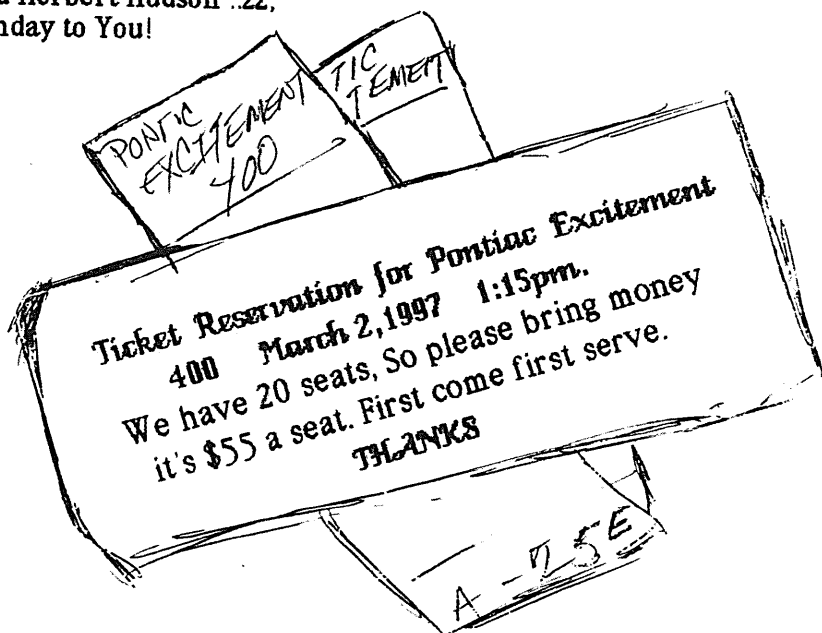 Herbert Hudson ..22,
nday to You!
PONTIC
EXCITEMENT
400
TIC
TEMENT
Ticket Reservation for Pontiac Excitement
400 March 2,1997 1:15pm.
We have 20 seats, So please bring money
it's $55 a seat. First come first serve.
THANKS